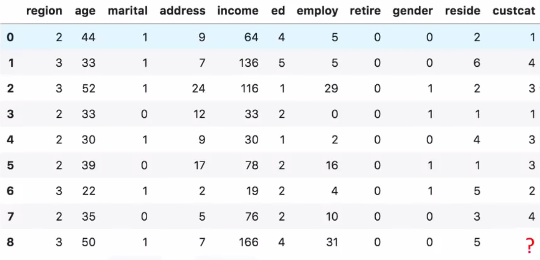 region age marital address income ed employ retire gender reside custcat
0 2 44 1 9 64 4 5 0 0 2 1
1 3 33 1 7 136 5 5 0 0 6 4
2 3 52 1 24 116 1 29 0 1 2 3
3 2 33 0 12 33 2 0 0 1 1 1
4 2 30 1 9 30 1 2 0 0 4 3
5 2 39 0 17 78 2 16 0 1 1 3
6 3 22 1 2 19 2 4 0 1 5 2
7 2 35 0 5 76 2 10 0 0 3 4
8 3 50 1 7 166 4 31 0 0 5 ?